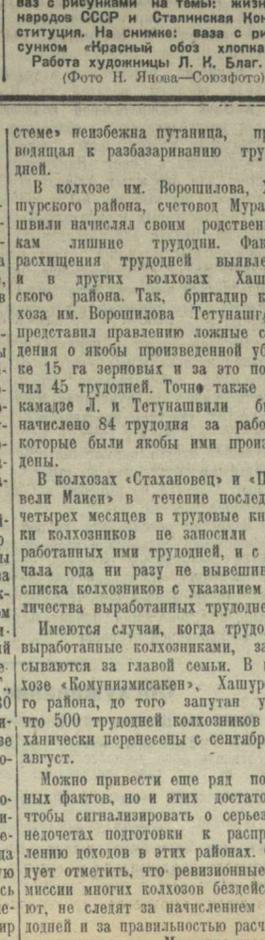 ваз с рисунками на темы: жизнь
народов СССР и Сталинская Кон
ституция. На снимке: ваза с ри
сунком «Красный обоз хлопка
Работа художницы Л. К. Благ.
(Фото Н. Янова—Союзфото)
стеме» неизбежна путаница, пр
водящая к разбазариванию тру
дней.
В колхозе им. Ворошилова, Х
шурского района, счетовод Мура
швили начислял своим родствен
кам лишние трудодни. Фак
расхищения трудодней выявле
и в других колхозах Хаш
ского района. Так, бригадир к
хоза им. Ворошилова Тетунашв
представил правлению ложные с
дения о якобы произведенной уб
ке 15 га зерновых и за это по
чил 45 трудодней. Точно также
камадзе Л. и Тетунашвили б
начислено 84 трудодня за рабо
которые были якобы ими произ
дены.
В колхозах «Стахановец» и «П
вели Маиси» в течение послед
четырех месяцев в трудовые кн
ки колхозников не заносили
работанных ими трудодней, и с
чала года ни разу не вывешив
списка колхозников с указанием
личества выработанных трудодне
Имеются случаи, когда трудо
выработанные колхозниками, за
сываются за главой семьи. В
хозе «Комунизмисакен», Хашур
го района, до того запутан у
что 500 трудодней колхозников
ханически перенесены с сентябр
август.
Можно привести еще ряд по
ных фактов, но и этих достато
чтобы сигнализировать о серьез
недочетах подготовки к распр
лению доходов в этих районах.
дует отметить, что ревизионные
миссии многих колхозов бездейс
ют, не следят за начислением
додней и за правильностью расч